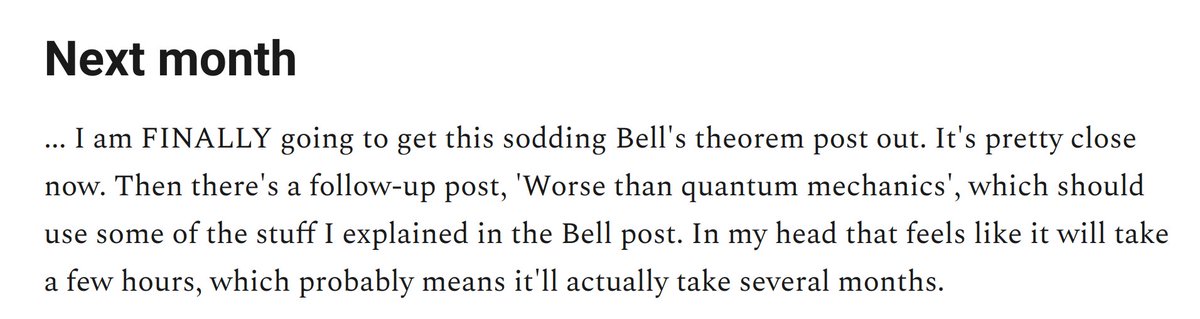 Next month
... I am FINALLY going to get this sodding Bell's theorem post out. It's pretty close
now. Then there's a follow-up post, 'Worse than quantum mechanics', which should
use some of the stuff I explained in the Bell post. In my head that feels like it will take
a few hours, which probably means it'll actually take several months.